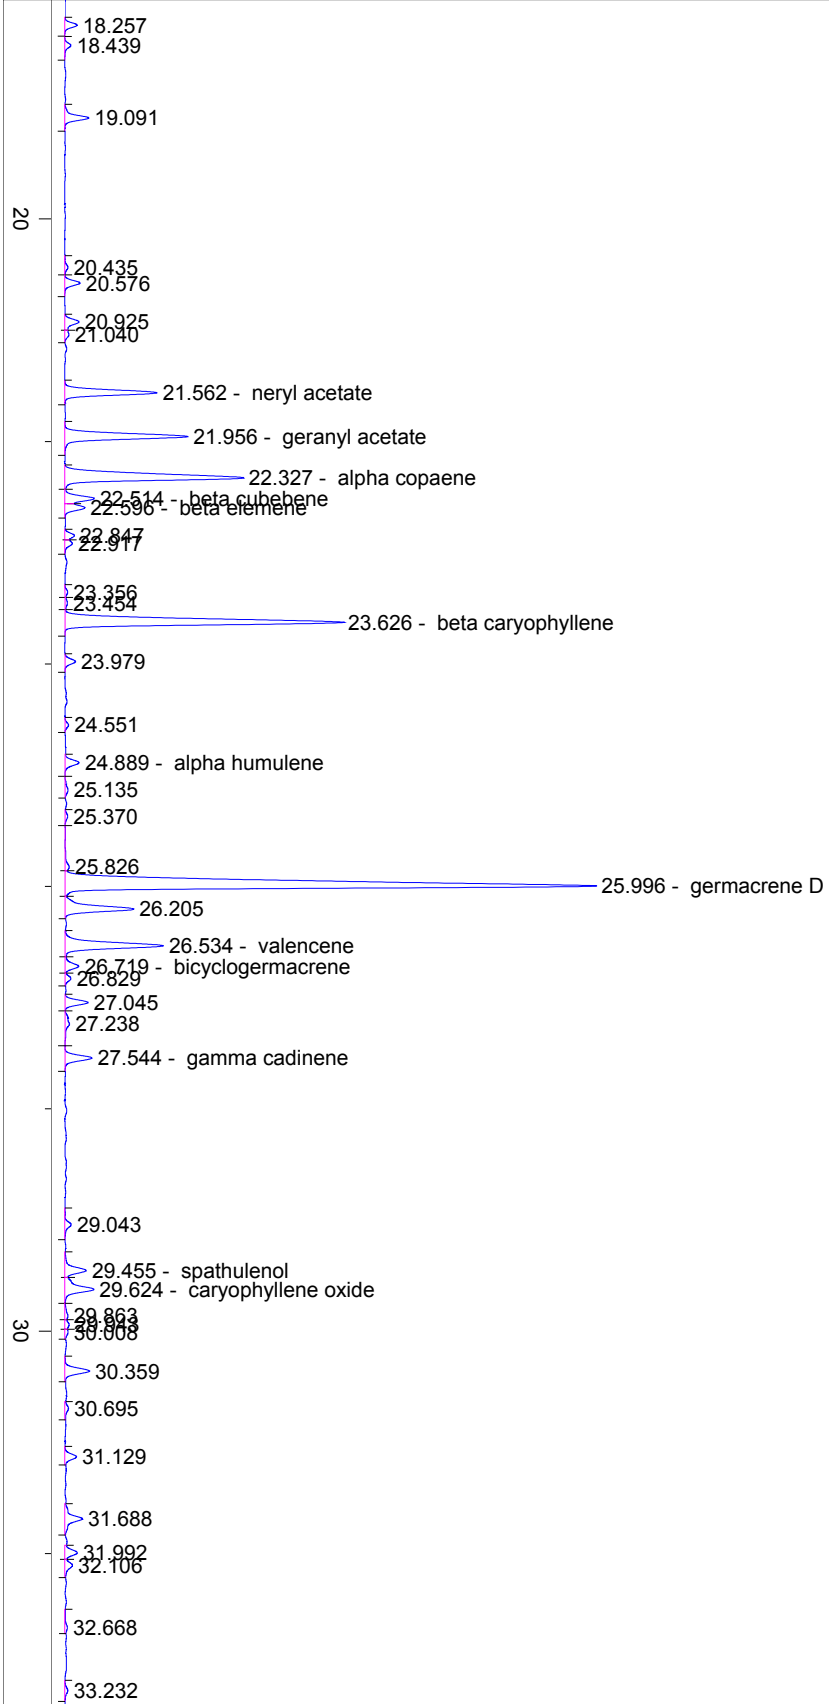 18.257
18.439
19.091
20
20.435
20.576
20.925
21.040
21.562 - neryl acetate
21.956 - geranyl acetate
22.327 - alpha copaene
22.514 - beta cubebene
22.596 - beta elemene
22.847
22.917
23.356
23.454
23.626 - beta caryophyllene
23.979
24.551
24.889 - alpha humulene
25.135
25.370
25.826
25.996 - germacrene D
26.205
26.534 - valencene
26.719 - bicyclogermacrene
26.829
27.045
27.238
27.544 - gamma cadinene
29.043
29.455 - spathulenol
29.624 - caryophyllene oxide
29.863
29.943
30.008
30
30.359
30.695
31.129
31.688
31.992
32.106
32.668
33.232